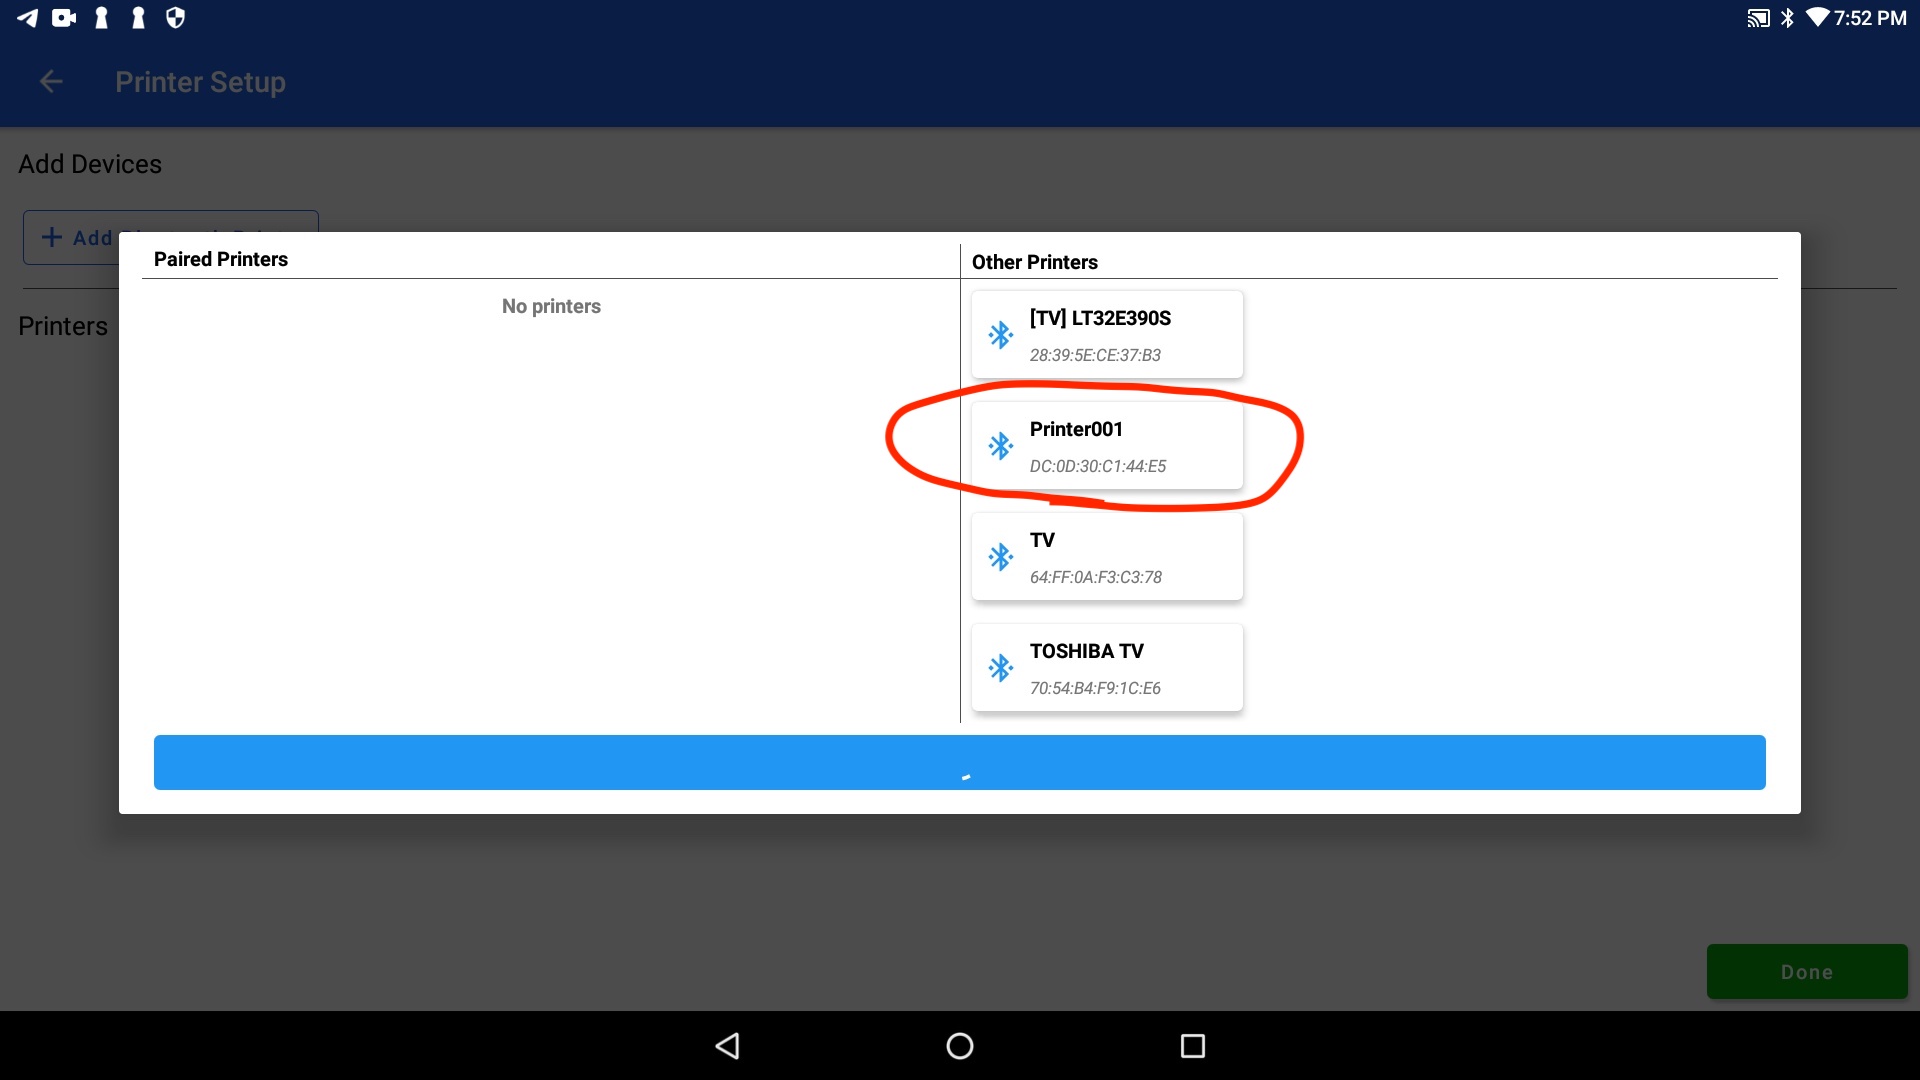 7:52 PM
Printer Setup
Add Devices
+ Add
Paired Printers
Other Printers
No printers
[TV] LT32E390S
28:39:5E:CE:37:B3
Printers
Printer001
DC:0D:30:C1:44:E5
TV
64:FF:0A:F3:C3:78
TOSHIBA TV
70:54:B4:F9:1C:E6
Done